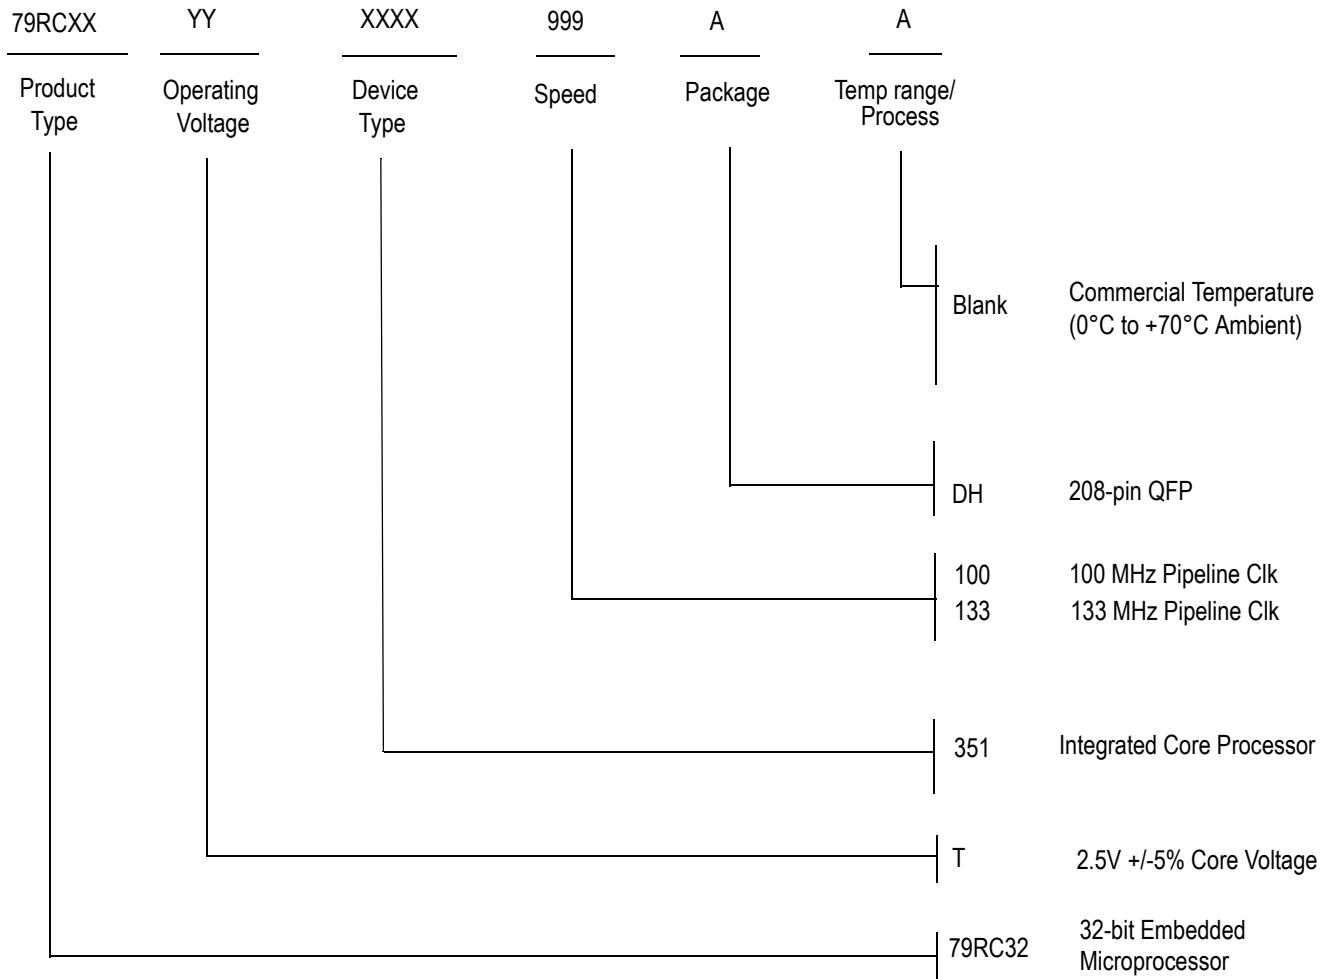 79RCXX YY XXXX 999 A A
Product Type
Operating Voltage
Device Type
Speed
Package
Temp range/ Process
Blank Commercial Temperature (0°C to +70°C Ambient)
DH 208-pin QFP
100 100 MHz Pipeline Clk
133 133 MHz Pipeline Clk
351 Integrated Core Processor
T 2.5V +/-5% Core Voltage
79RC32 32-bit Embedded Microprocessor